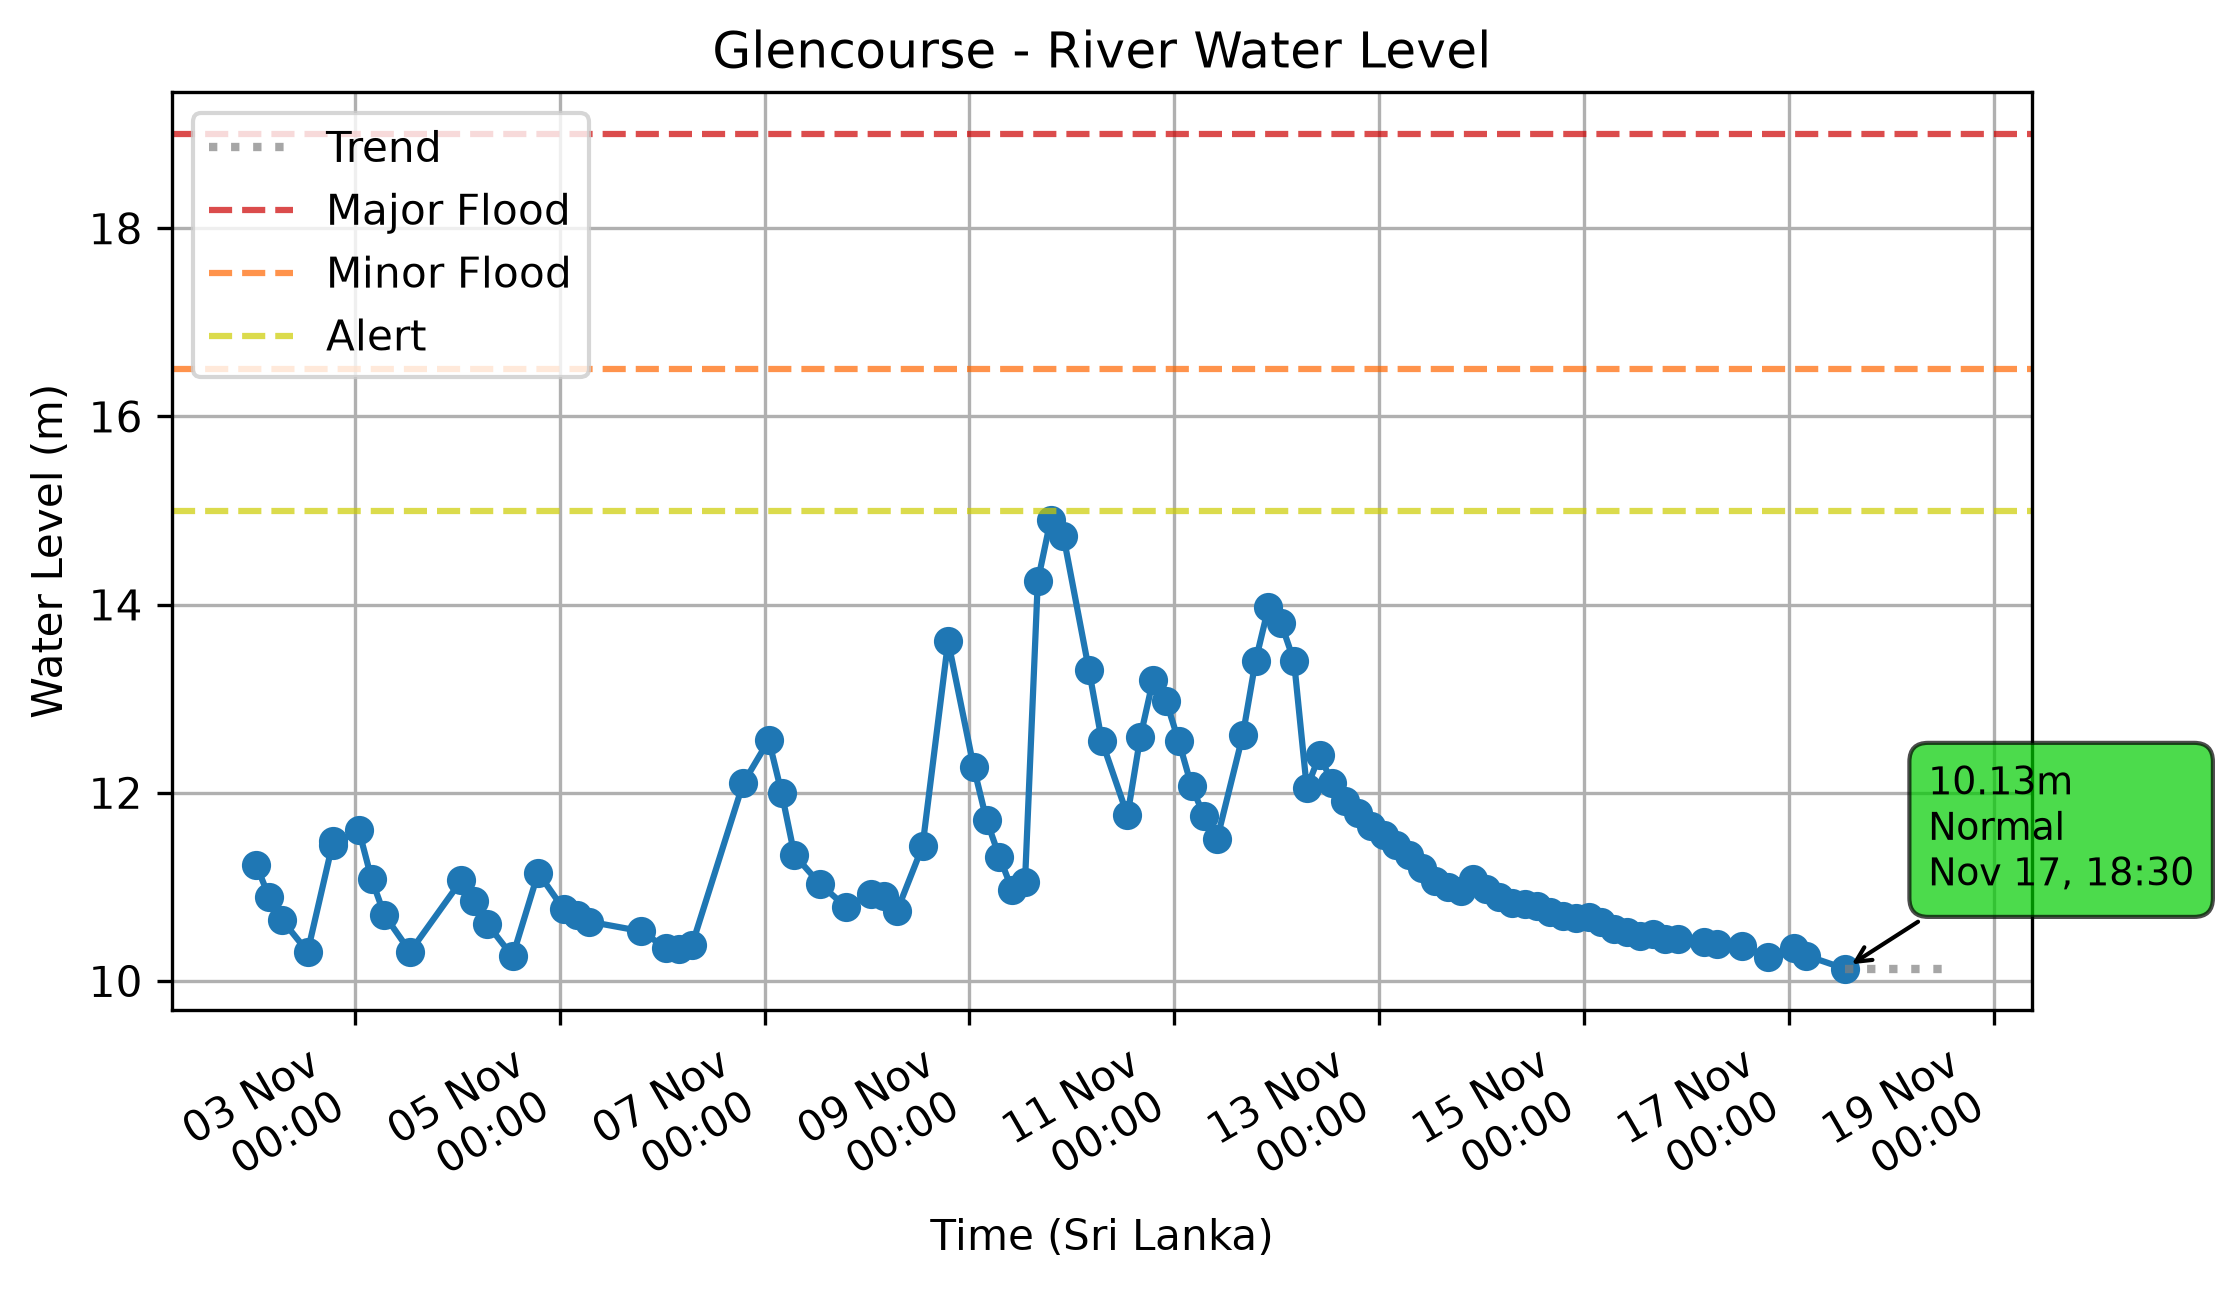 Glencourse - River Water Level
Trend
Major Flood
Minor Flood
Alert
Water Level (m)
18
16
14
12
10
10.13m
Normal
Nov 17, 18:30
03 Nov
00:00
05 Nov
00:00
07 Nov
00:00
09 Nov
00:00
11 Nov
00:00
13 Nov
00:00
15 Nov
00:00
17 Nov
00:00
19 Nov
00:00
Time (Sri Lanka)